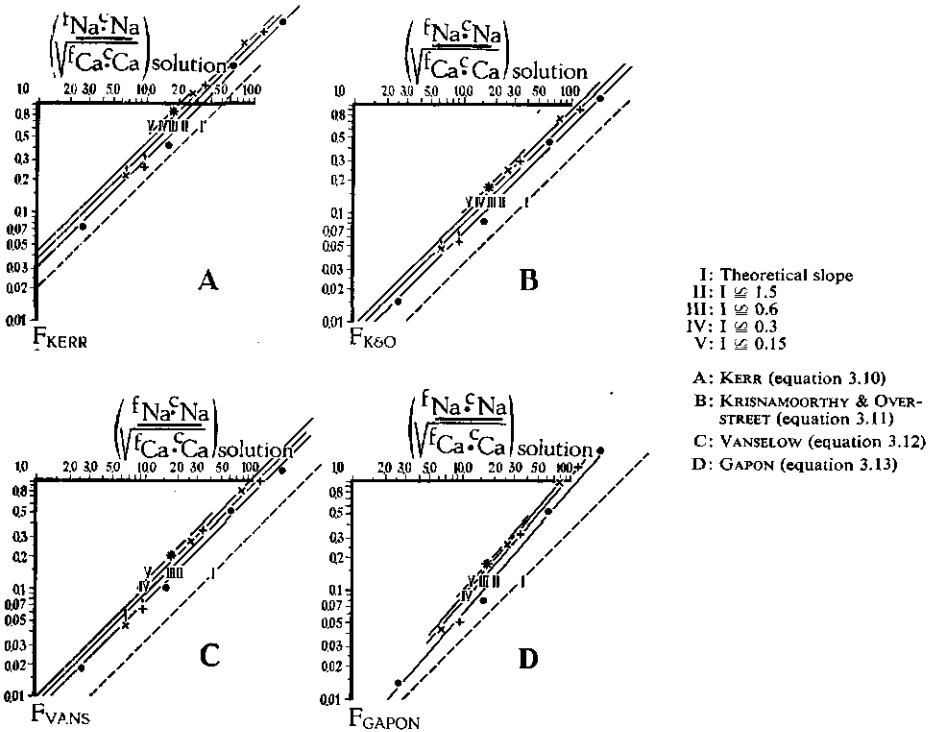 (fNa·cNa / √fCa·cCa) solution
10 20 30 50 10.0 20 30 50 100
0.8
0.5
0.3
0.2
0.1
0.07
0.05
0.03
0.02
0.01
V IV III II I
A
FKERR
(fNa·cNa / √fCa·cCa) solution
10 20 30 50 10.0 20 30 50 100
0.8
0.5
0.3
0.2
0.1
0.07
0.05
0.03
0.02
0.01
V IV III II I
B
FK&O
I: Theoretical slope
II: I ≅ 1.5
III: I ≅ 0.6
IV: I ≅ 0.3
V: I ≅ 0.15
A: KERR (equation 3.10)
B: KRISNAMOORTHY & OVER-
STREET (equation 3.11)
C: VANSELOW (equation 3.12)
D: GAPON (equation 3.13)
(fNa·cNa / √fCa·cCa) solution
10 20 30 50 10.0 20 30 50 100
0.8
0.5
0.3
0.2
0.1
0.07
0.05
0.03
0.02
0.01
V
IV III II I
C
FVANS
(fNa·cNa / √fCa·cCa) solution
10 20 30 50 10.0 20 30 50 100
0.8
0.5
0.3
0.2
0.1
0.07
0.05
0.03
0.02
0.01
V III II I
IV
D
FGAPON